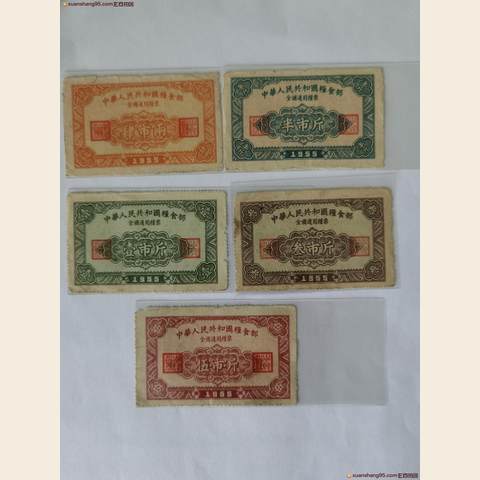 xuanshang95.com
中華人民共和國糧食部
全國通用糧票
肆市兩
1955
中華人民共和國糧食部
全國通用糧票
半市斤
1955
中華人民共和國糧食部
全國通用糧票
壹市斤
1955
中華人民共和國糧食部
全國通用糧票
叁市斤
1955
中華人民共和國糧食部
全國通用糧票
伍市斤
1955
xuanshang95.com